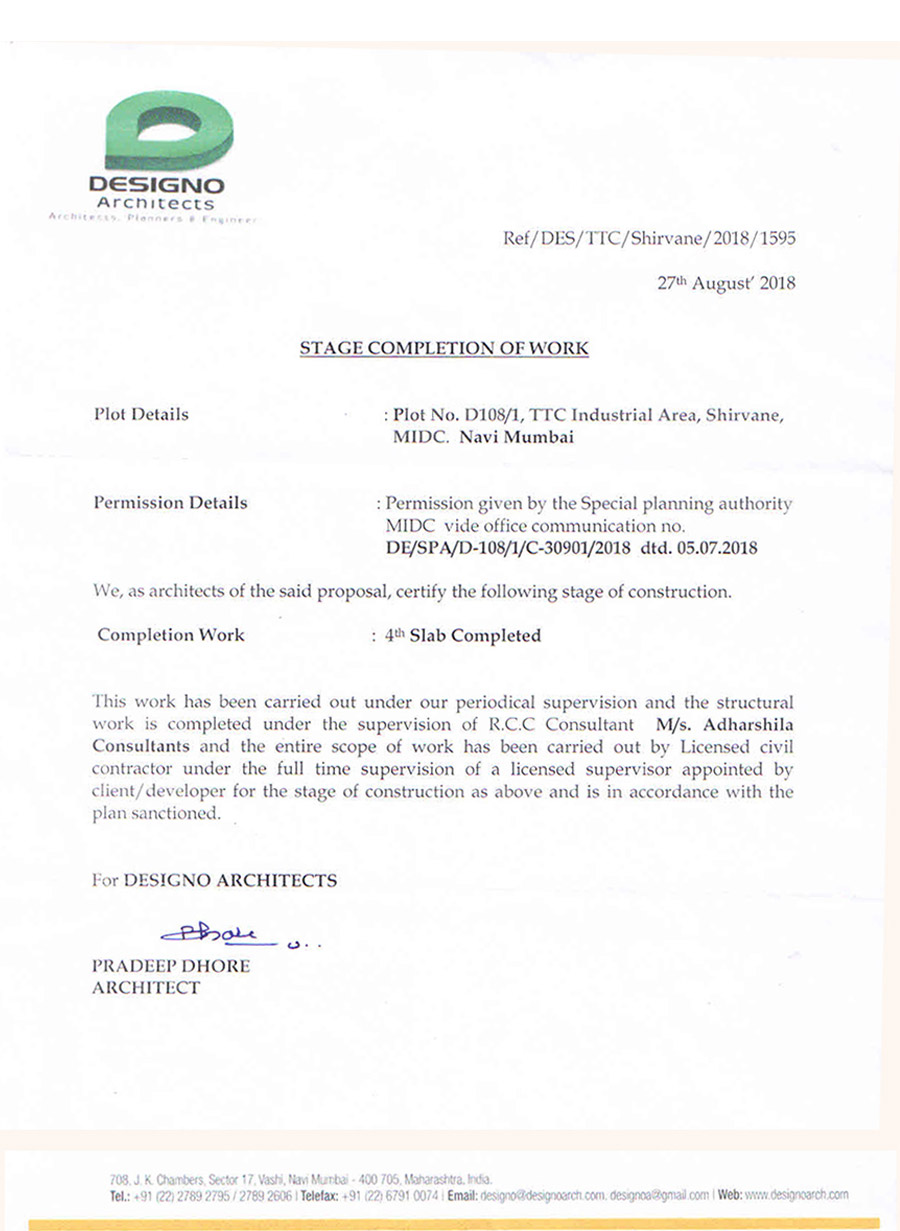 DESIGNO
Architects
Architects, Planners & Engineer
Ref/DES/TTC/Shirvane/2018/1595
27th August' 2018
STAGE COMPLETION OF WORK
Plot Details : Plot No. D108/1, TTC Industrial Area, Shirvane,
MIDC. Navi Mumbai
Permission Details : Permission given by the Special planning authority
MIDC vide office communication no.
DE/SPA/D-108/1/C-30901/2018 dtd. 05.07.2018
We, as architects of the said proposal, certify the following stage of construction.
Completion Work : 4th Slab Completed
This work has been carried out under our periodical supervision and the structural
work is completed under the supervision of R.C.C Consultant M/s. Adharshila
Consultants and the entire scope of work has been carried out by Licensed civil
contractor under the full time supervision of a licensed supervisor appointed by
client/developer for the stage of construction as above and is in accordance with the
plan sanctioned.
For DESIGNO ARCHITECTS
PRADEEP DHORE
ARCHITECT
708, J. K. Chambers, Sector 17, Vashi, Navi Mumbai - 400 705, Maharashtra, India.
Tel.: +91 (22) 2789 2795 / 2789 2606 | Telefax: +91 (22) 6791 0074 | Email: designo@designoarch.com, designoa@gmail.com | Web: www.designoarch.com